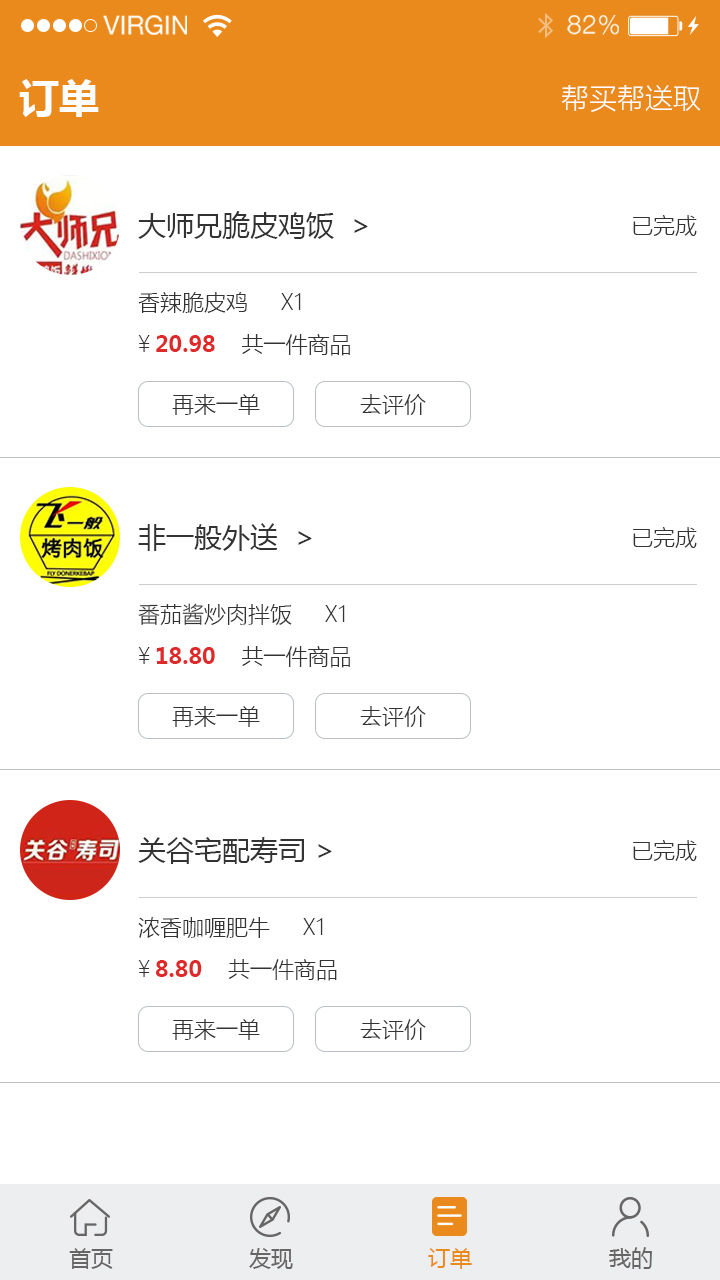 VIRGIN 82%
订单 帮买帮送取
大师兄
DASHIXIO
大师兄脆皮鸡饭 > 已完成
香辣脆皮鸡 X1
¥ 20.98 共一件商品
再来一单 去评价
飞一般
烤肉饭
FLY DONERKEBAB
非一般外送 > 已完成
番茄酱炒肉拌饭 X1
¥ 18.80 共一件商品
再来一单 去评价
关谷 寿司
关谷宅配寿司 > 已完成
浓香咖喱肥牛 X1
¥ 8.80 共一件商品
再来一单 去评价
首页 发现 订单 我的